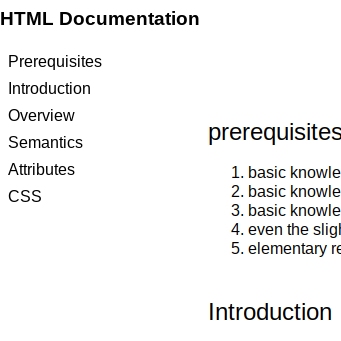 HTML Documentation
Prerequisites
Introduction
Overview
Semantics
Attributes
CSS
prerequisites
1. basic knowle
2. basic knowle
3. basic knowle
4. even the sligh
5. elementary re
Introduction